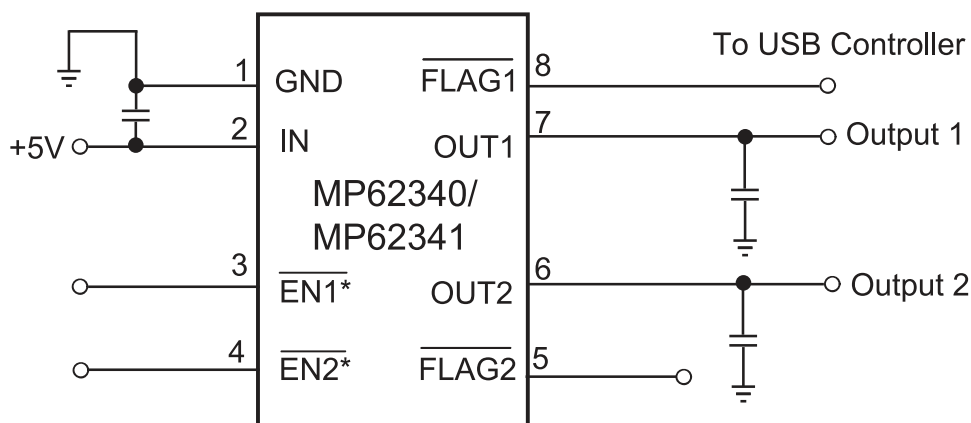 To USB Controller
1 GND
FLAG1 8
+5V
2 IN
OUT1 7
Output 1
MP62340/
MP62341
3 EN1*
OUT2 6
Output 2
4 EN2*
FLAG2 5